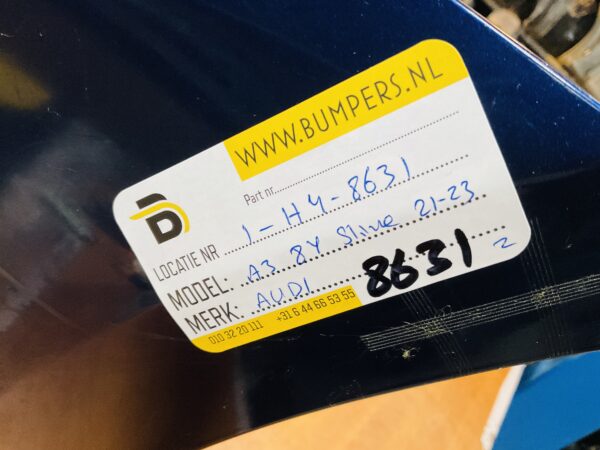 WWW.BUMPERS.NL
Part nr
LOCATIE NR 1-H4-8631
MODEL: A3 8Y Sline 21-23
MERK: AUDI 8631 2
010 32 20 111 +31 6 44 66 53 55